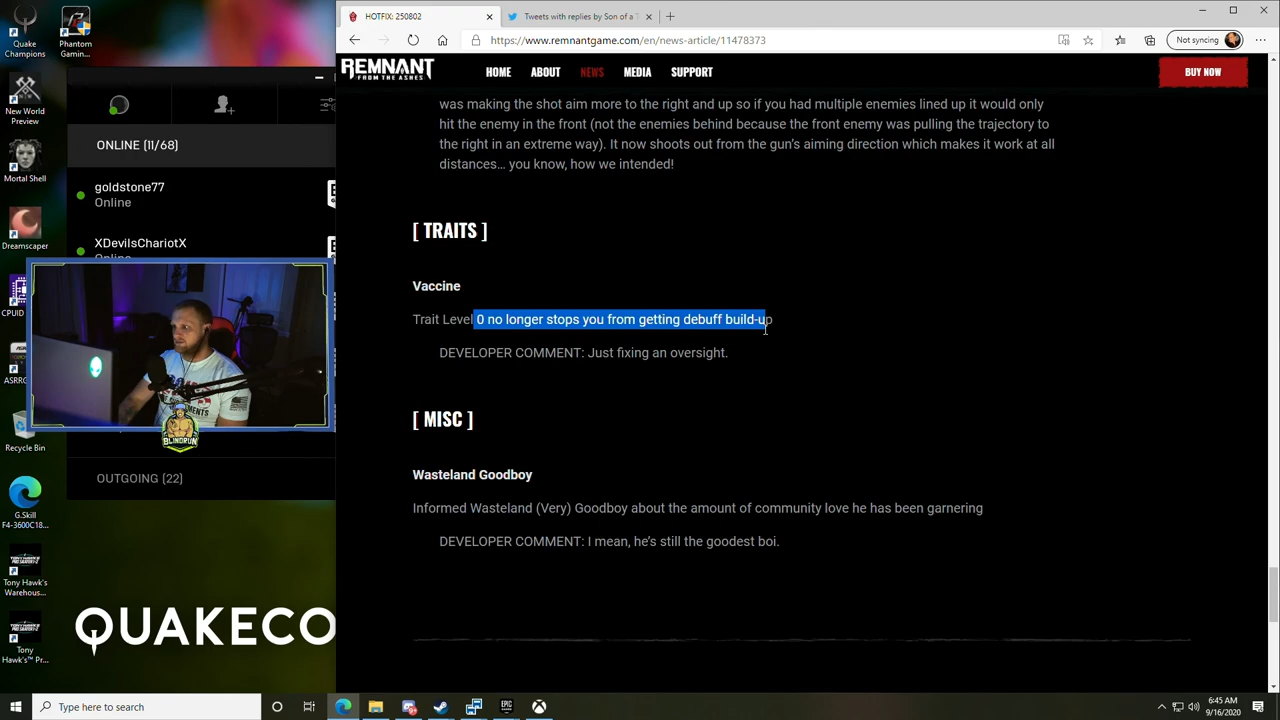 Quake
Champions
Phantom
Gamin...
New World
Preview
Mortal Shell
Dreamscaper
CPUID
ASRR
Recycle Bin
G.Skill
F4-3600C18...
Tony Hawk's
Warehous...
Tony
Hawk's™ Pr...
ONLINE (11/68)
goldstone77
Online
XDevilsChariotX
Online
BLINDRUN
OUTGOING (22)
QUAKECO
HOTFIX: 250802
Tweets with replies by Son of a T
https://www.remnantgame.com/en/news-article/11478373
Not syncing
REMNANT
FROM THE ASHES
HOME
ABOUT
NEWS
MEDIA
SUPPORT
BUY NOW
was making the shot aim more to the right and up so if you had multiple enemies lined up it would only
hit the enemy in the front (not the enemies behind because the front enemy was pulling the trajectory to
the right in an extreme way). It now shoots out from the gun's aiming direction which makes it work at all
distances… you know, how we intended!
[ TRAITS ]
Vaccine
Trait Level 0 no longer stops you from getting debuff build-up
DEVELOPER COMMENT: Just fixing an oversight.
[ MISC ]
Wasteland Goodboy
Informed Wasteland (Very) Goodboy about the amount of community love he has been garnering
DEVELOPER COMMENT: I mean, he's still the goodest boi.
Type here to search
6:45 AM
9/16/2020